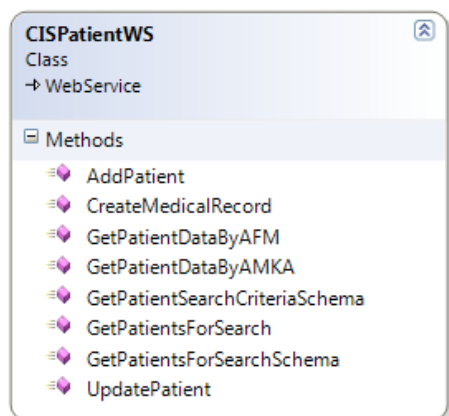 CISPatientWS
Class
WebService
Methods
AddPatient
CreateMedicalRecord
GetPatientDataByAFM
GetPatientDataByAMKA
GetPatientSearchCriteriaSchema
GetPatientsForSearch
GetPatientsForSearchSchema
UpdatePatient